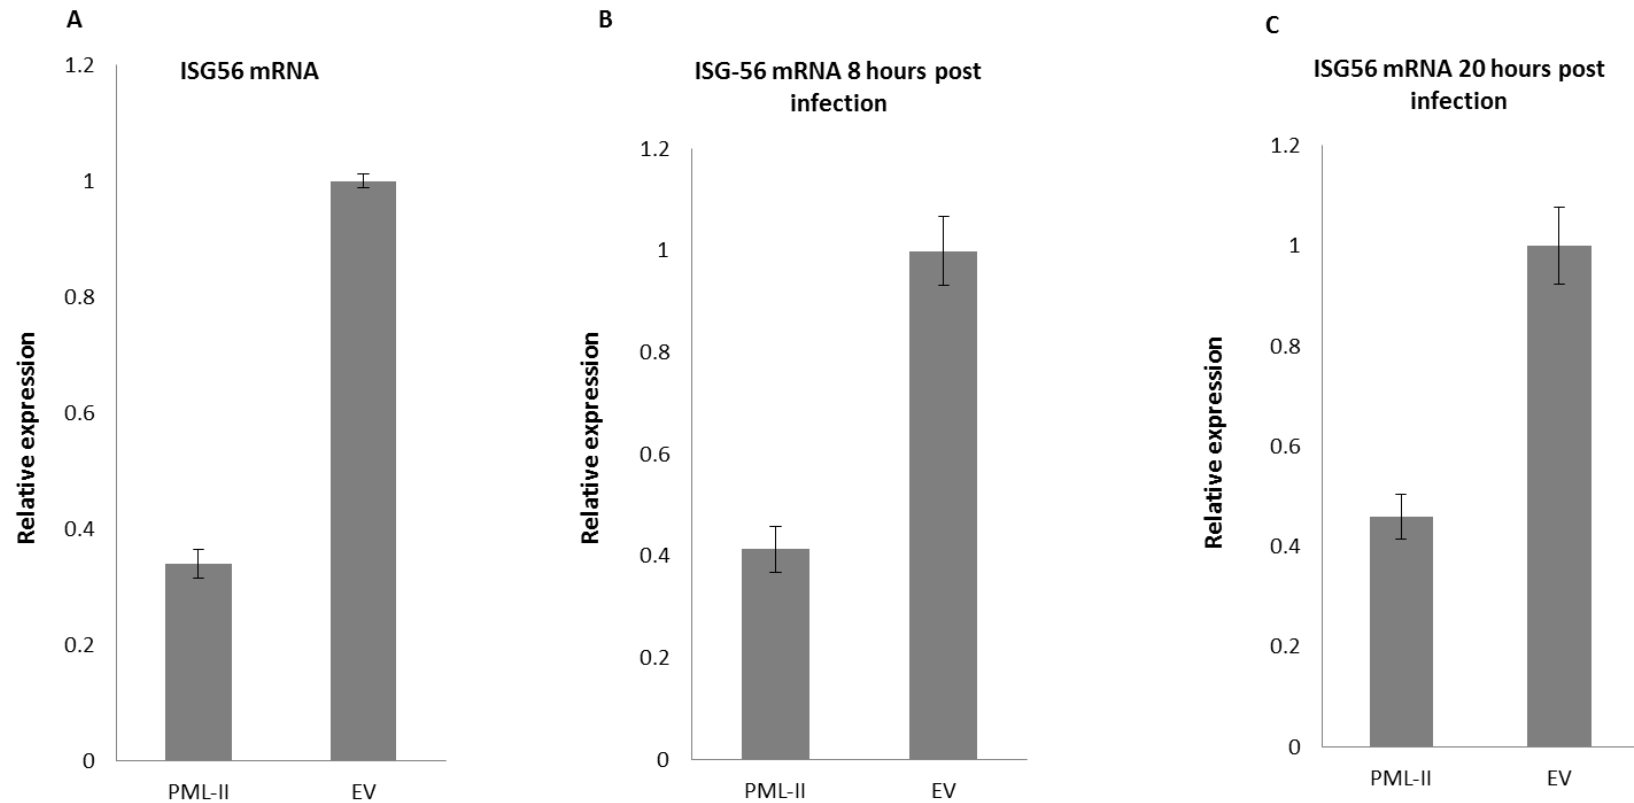 A
ISG56 mRNA
1.2
1
0.8
0.6
0.4
0.2
0
Relative expression
PML-II EV
B
ISG-56 mRNA 8 hours post
infection
1.2
1
0.8
0.6
0.4
0.2
0
Relative expression
PML-II EV
C
ISG56 mRNA 20 hours post
infection
1.2
1
0.8
0.6
0.4
0.2
0
Relative expression
PML-II EV